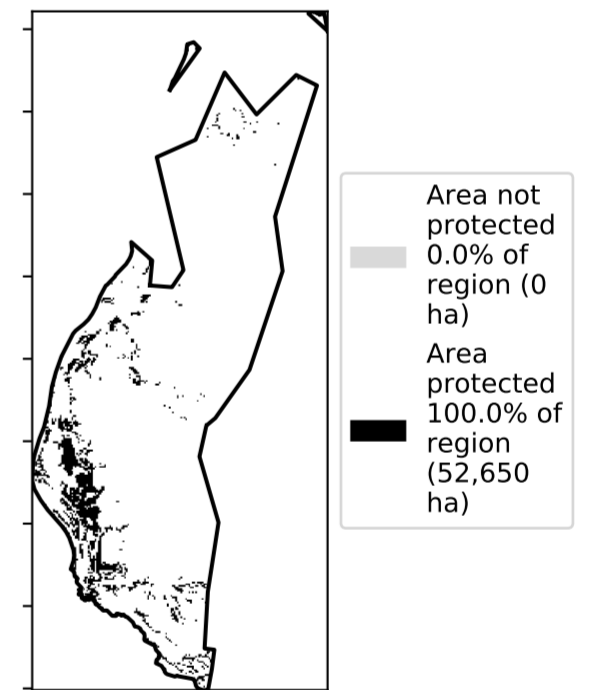 Area not
protected
0.0% of
region (0
ha)
Area
protected
100.0% of
region
(52,650
ha)